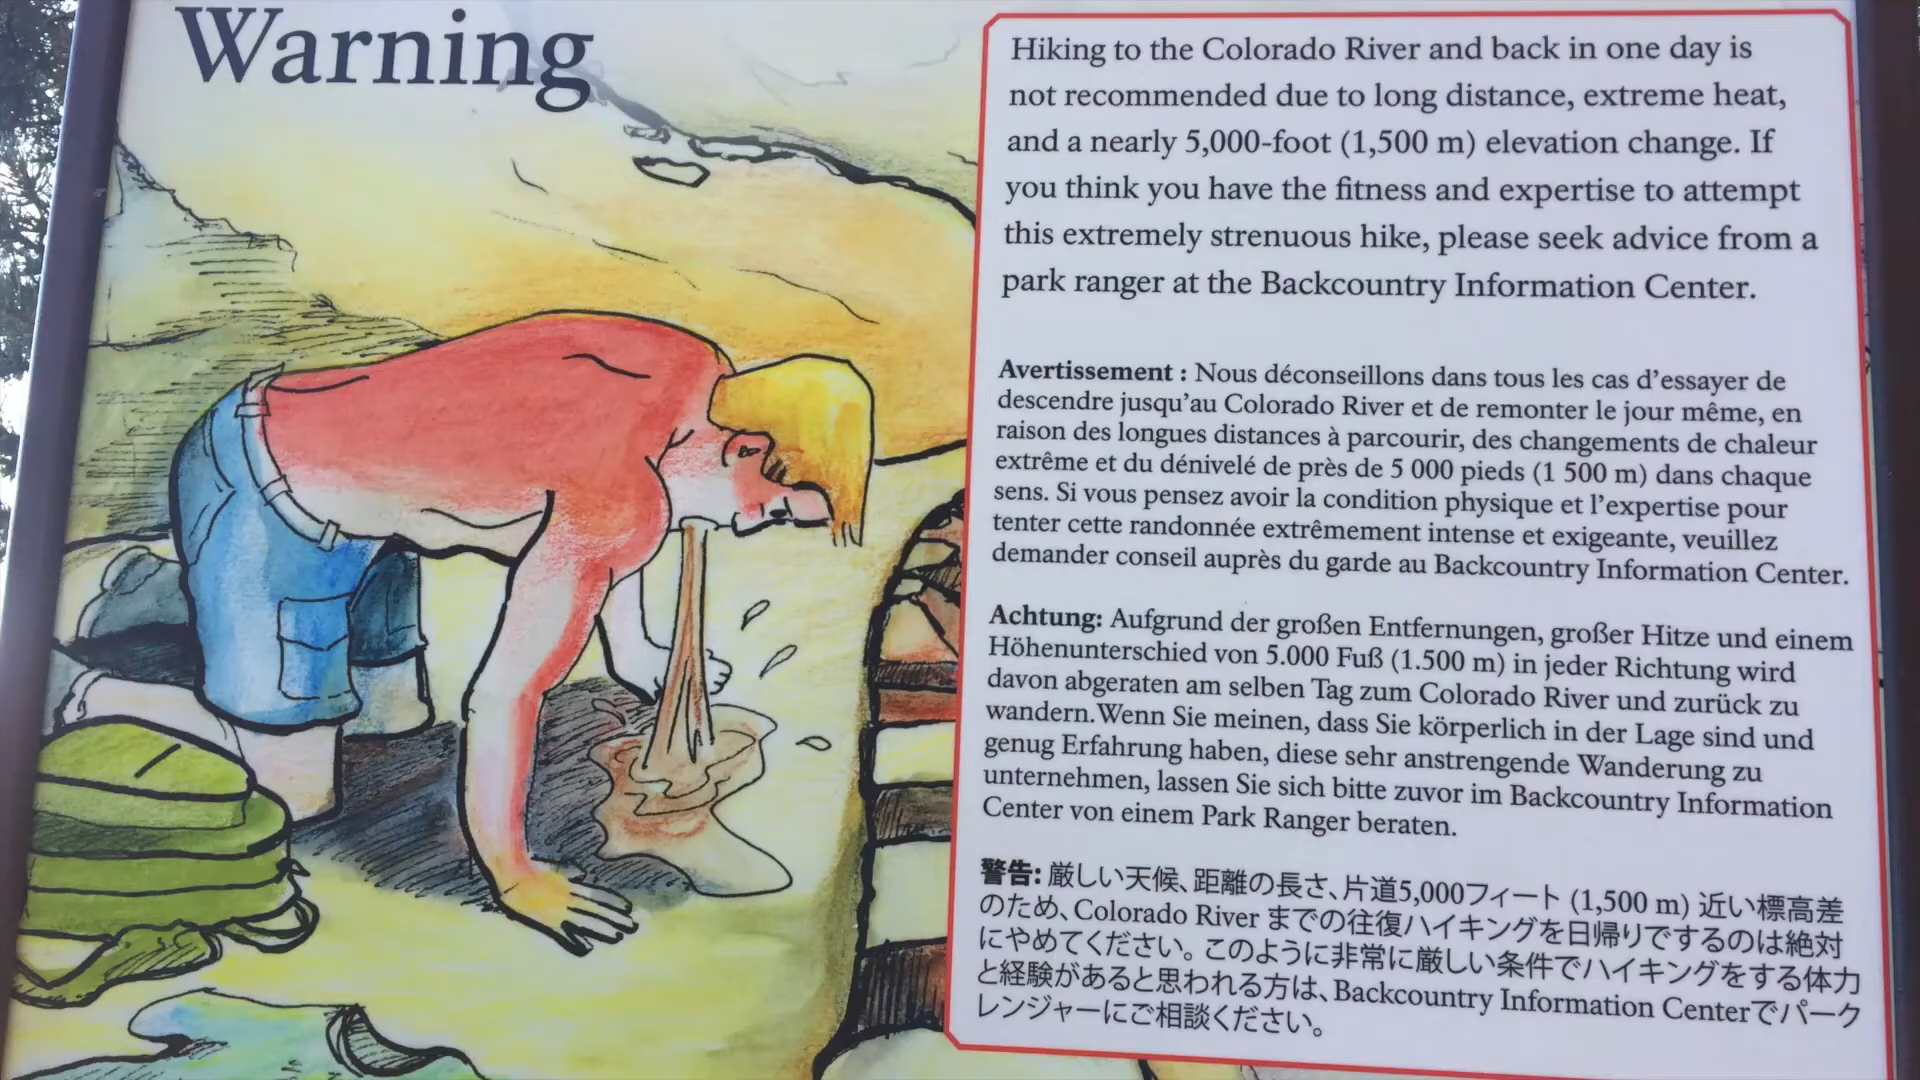 Warning
Hiking to the Colorado River and back in one day is
not recommended due to long distance, extreme heat,
and a nearly 5,000-foot (1,500 m) elevation change. If
you think you have the fitness and expertise to attempt
this extremely strenuous hike, please seek advice from a
park ranger at the Backcountry Information Center.
Avertissement : Nous déconseillons dans tous les cas d'essayer de
descendre jusqu'au Colorado River et de remonter le jour même, en
raison des longues distances à parcourir, des changements de chaleur
extrême et du dénivelé de près de 5 000 pieds (1 500 m) dans chaque
sens. Si vous pensez avoir la condition physique et l'expertise pour
tenter cette randonnée extrêmement intense et exigeante, veuillez
demander conseil auprès du garde au Backcountry Information Center.
Achtung: Aufgrund der großen Entfernungen, großer Hitze und einem
Höhenunterschied von 5.000 Fuß (1.500 m) in jeder Richtung wird
davon abgeraten am selben Tag zum Colorado River und zurück zu
wandern.Wenn Sie meinen, dass Sie körperlich in der Lage sind und
genug Erfahrung haben, diese sehr anstrengende Wanderung zu
unternehmen, lassen Sie sich bitte zuvor im Backcountry Information
Center von einem Park Ranger beraten.
警告: 厳しい天候、距離の長さ、片道5,000フィート (1,500 m) 近い標高差
のため、Colorado River までの往復ハイキングを日帰りでするのは絶対
にやめてください。このように非常に厳しい条件でハイキングをする体力
と経験があると思われる方は、Backcountry Information Centerでパーク
レンジャーにご相談ください。